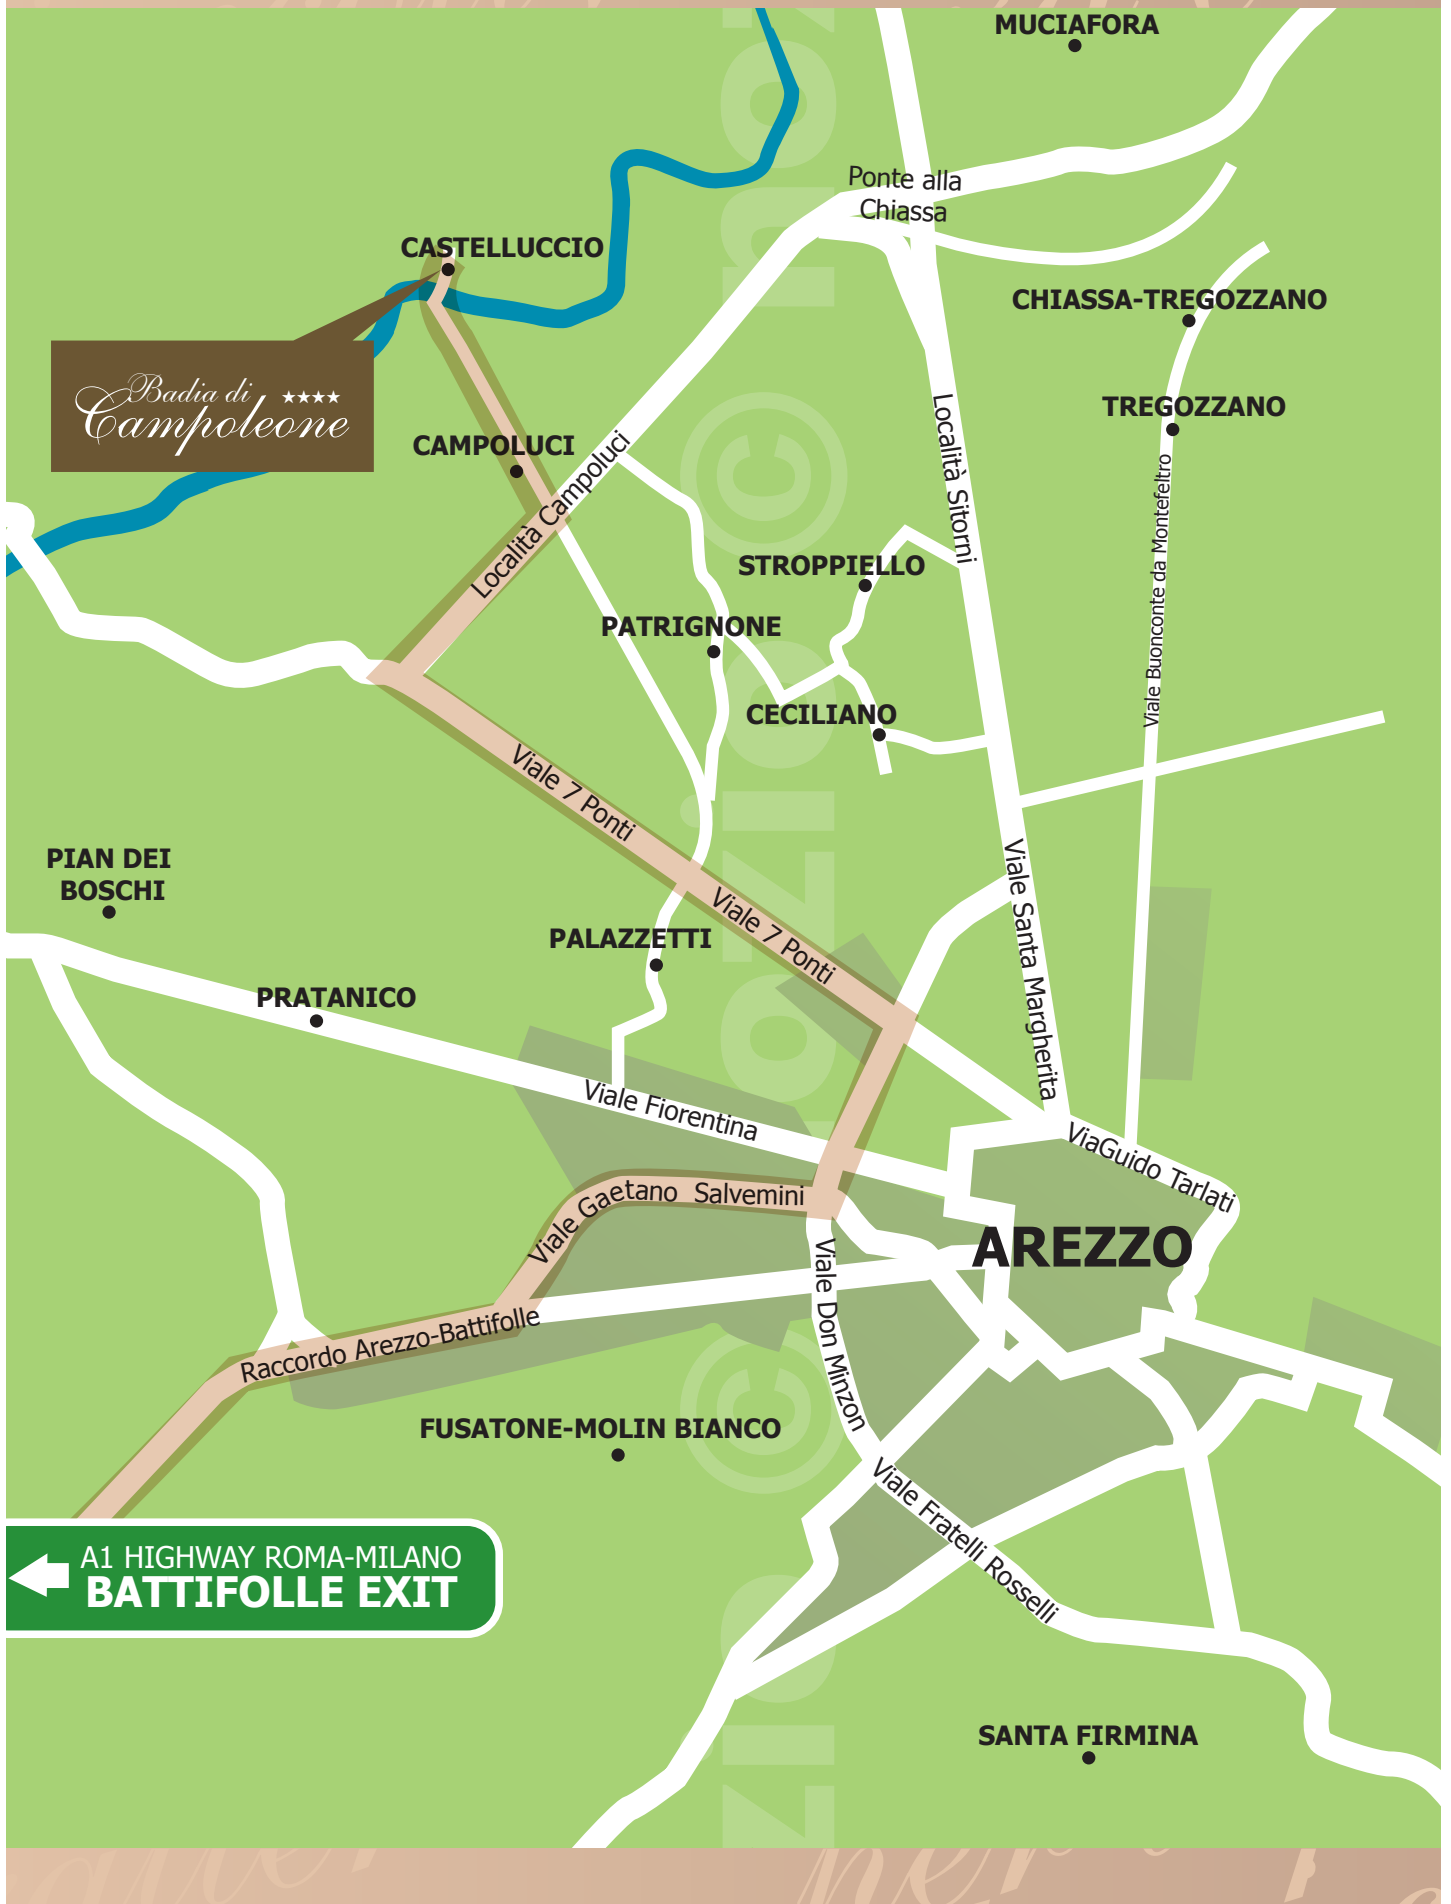 MUCIAFORA
Ponte alla
Chiassa
CASTELLUCCIO
CHIASSA-TREGOZZANO
Badia di ★★★★
Campoleone
TREGOZZANO
CAMPOLUCI
Località Campoluci
Località Sitorni
Viale Buonconte da Montefeltro
STROPPIELLO
PATRIGNONE
CECILIANO
Viale 7 Ponti
PIAN DEI
BOSCHI
Viale 7 Ponti
Viale Santa Margherita
PALAZZETTI
PRATANICO
Viale Fiorentina
ViaGuido Tarlati
Viale Gaetano Salvemini
AREZZO
Viale Don Minzon
Raccordo Arezzo-Battifolle
FUSATONE-MOLIN BIANCO
Viale Fratelli Rosselli
A1 HIGHWAY ROMA-MILANO
BATTIFOLLE EXIT
SANTA FIRMINA